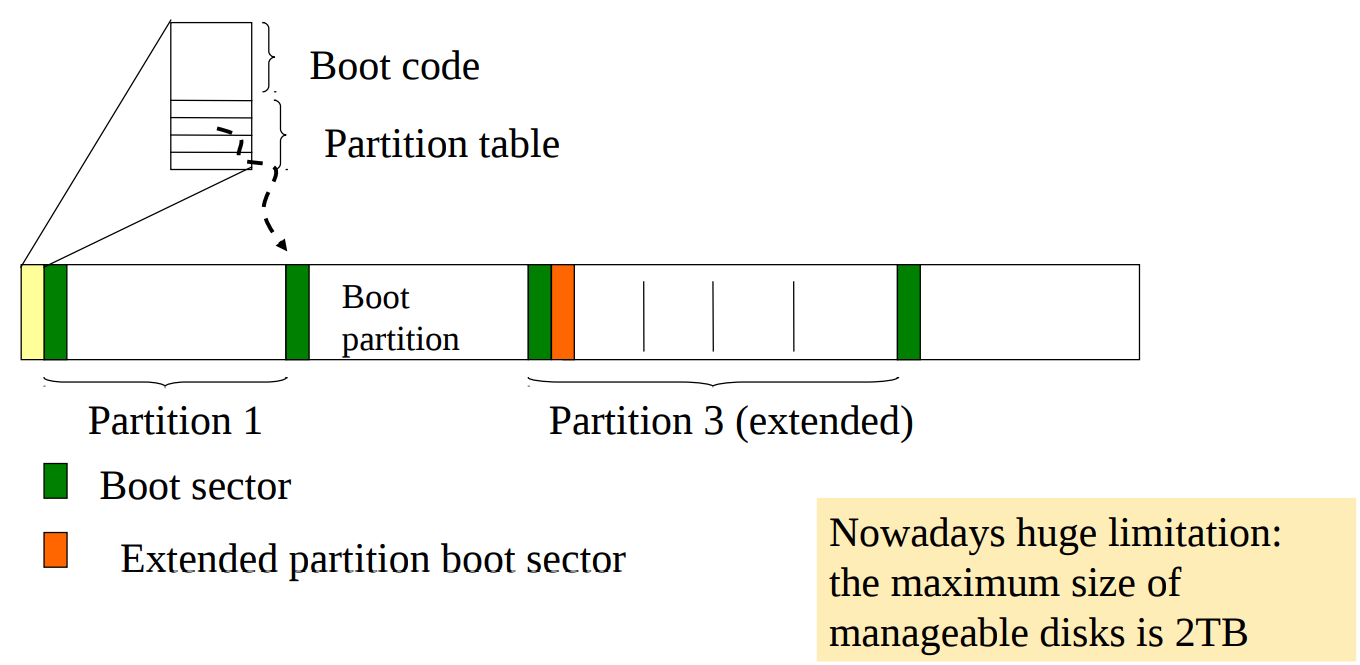 Boot code
Partition table
Boot
partition
Partition 1
Partition 3 (extended)
Boot sector
Extended partition boot sector
Nowadays huge limitation:
the maximum size of
manageable disks is 2TB